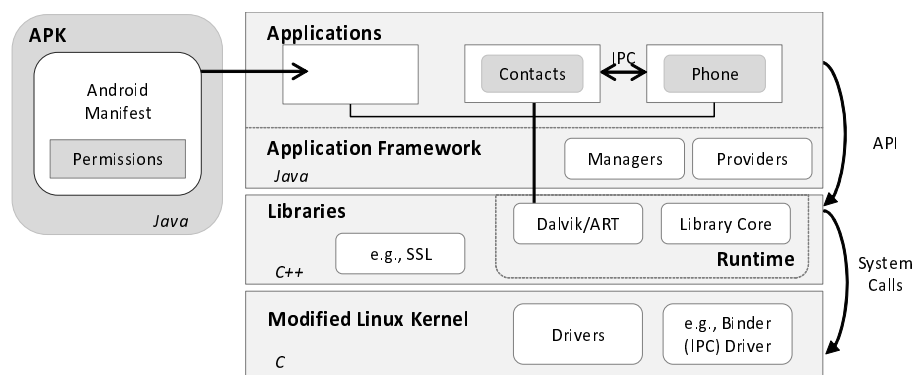 APK
Android
Manifest
Permissions
Java
Applications
Contacts
IPC
Phone
API
Application Framework
Java
Managers
Providers
Libraries
C++
e.g., SSL
Dalvik/ART
Library Core
Runtime
System
Calls
Modified Linux Kernel
C
Drivers
e.g., Binder
(IPC) Driver